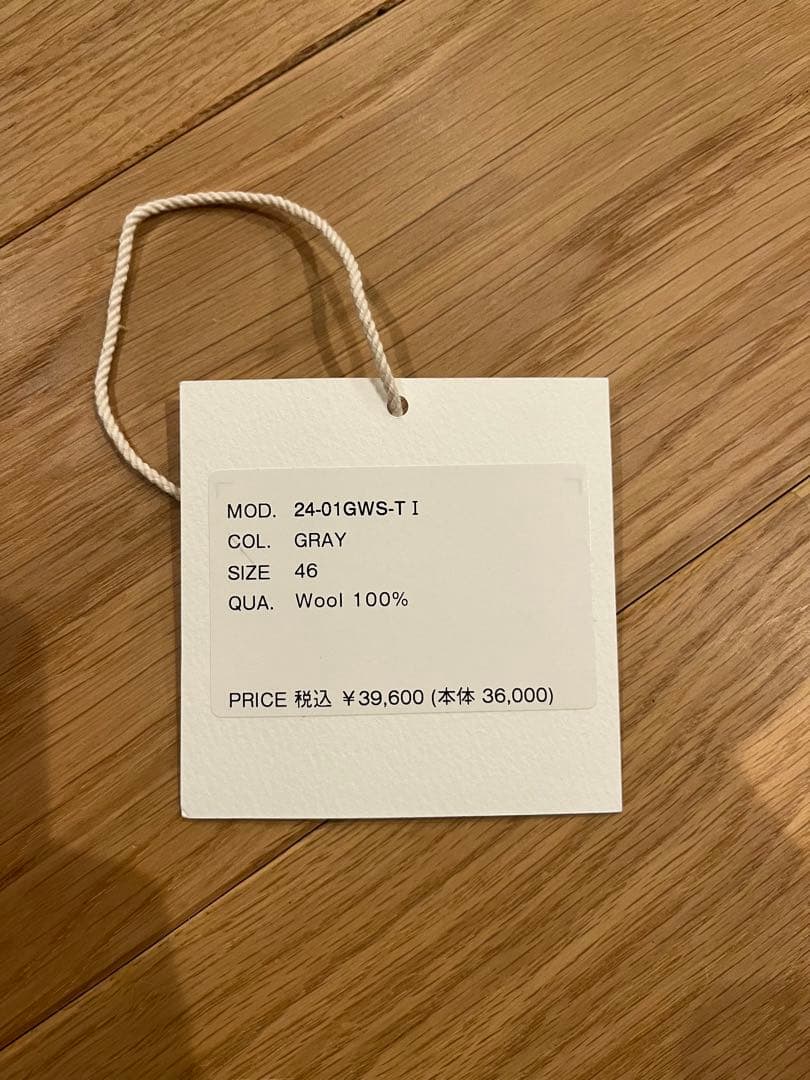 MOD. 24-01GWS-T I
COL. GRAY
SIZE 46
QUA. Wool 100%
PRICE 税込 ¥39,600 (本体 36,000)